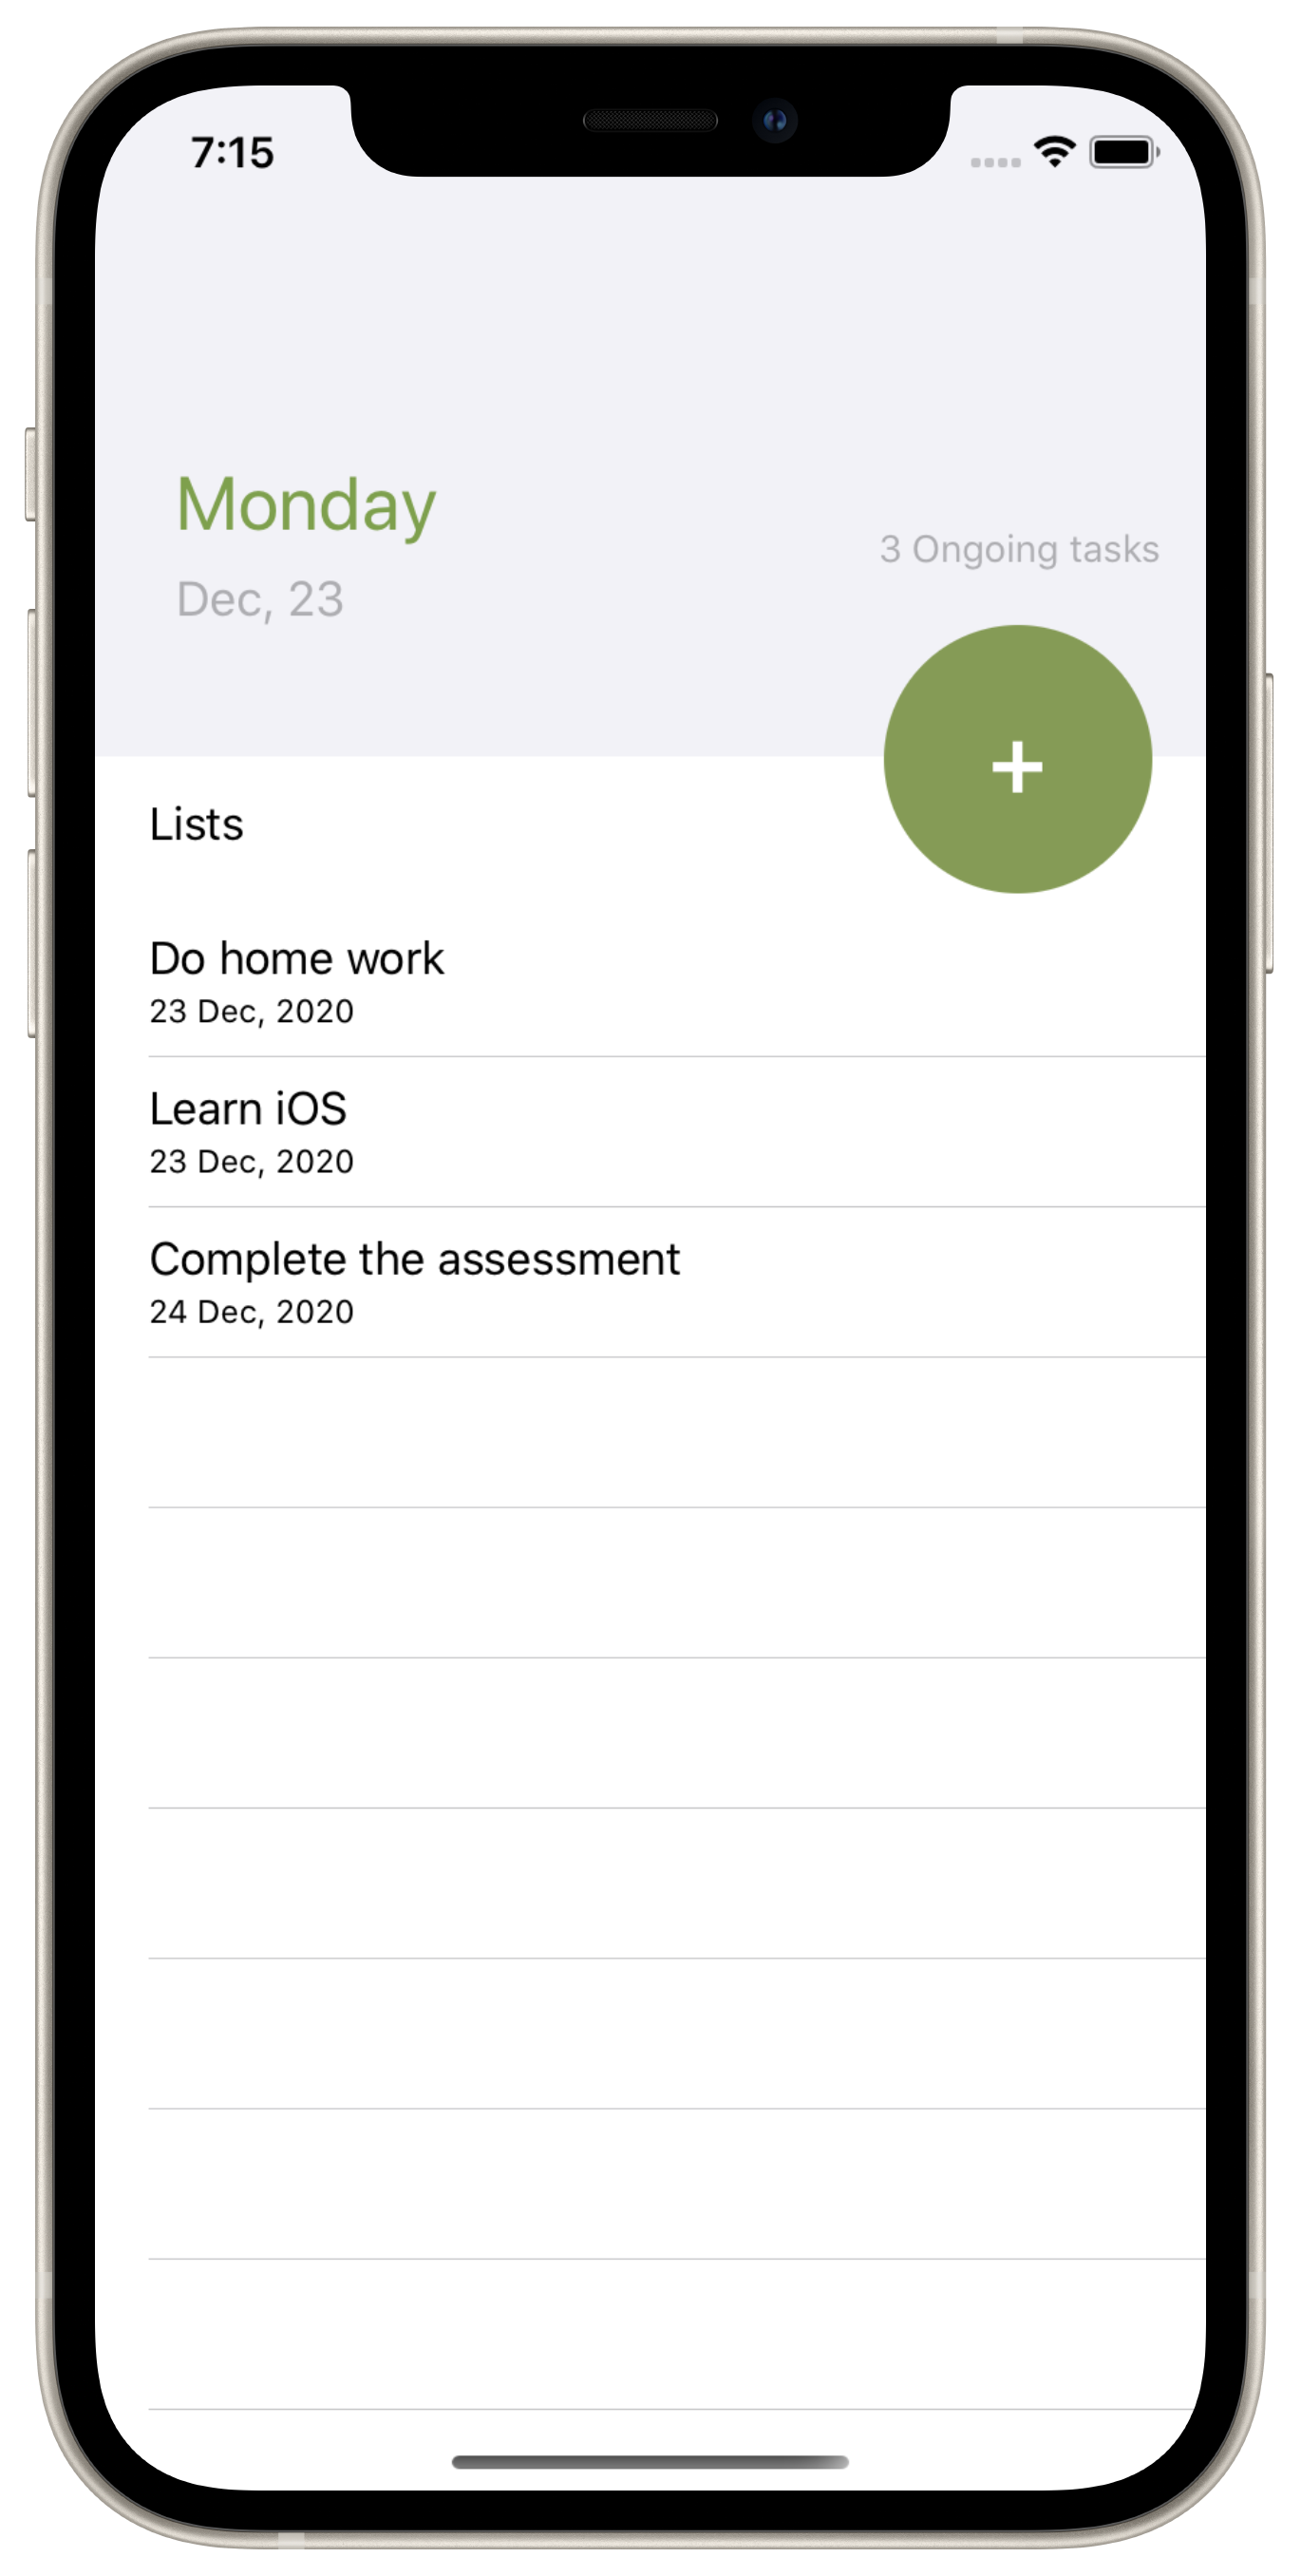 7:15
Monday
3 Ongoing tasks
Dec, 23
+
Lists
Do home work
23 Dec, 2020
Learn iOS
23 Dec, 2020
Complete the assessment
24 Dec, 2020